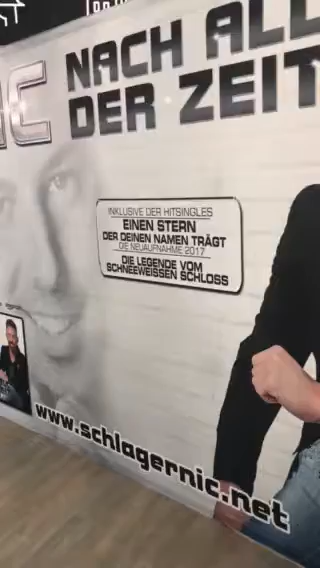 IC
NACH ALL
DER ZEIT
INKLUSIVE DER HITSINGLES
EINEN STERN
DER DEINEN NAMEN TRÄGT
DIE NEUAUFNAHME 2017
DIE LEGENDE VOM
SCHNEEWEISSEN SCHLOSS
www.schlagernic.net